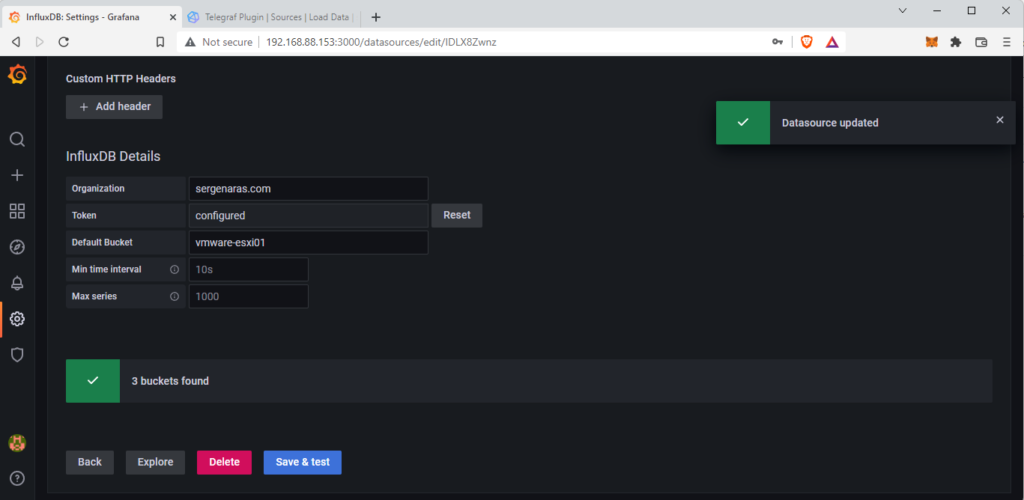 InfluxDB: Settings - Grafana
Telegraf Plugin | Sources | Load Data |
Not secure
192.168.88.153:3000/datasources/edit/IDLX8Zwnz
Custom HTTP Headers
+ Add header
Datasource updated
InfluxDB Details
Organization
sergenaras.com
Token
configured
Reset
Default Bucket
vmware-esxi01
Min time interval
10s
Max series
1000
3 buckets found
Back
Explore
Delete
Save & test